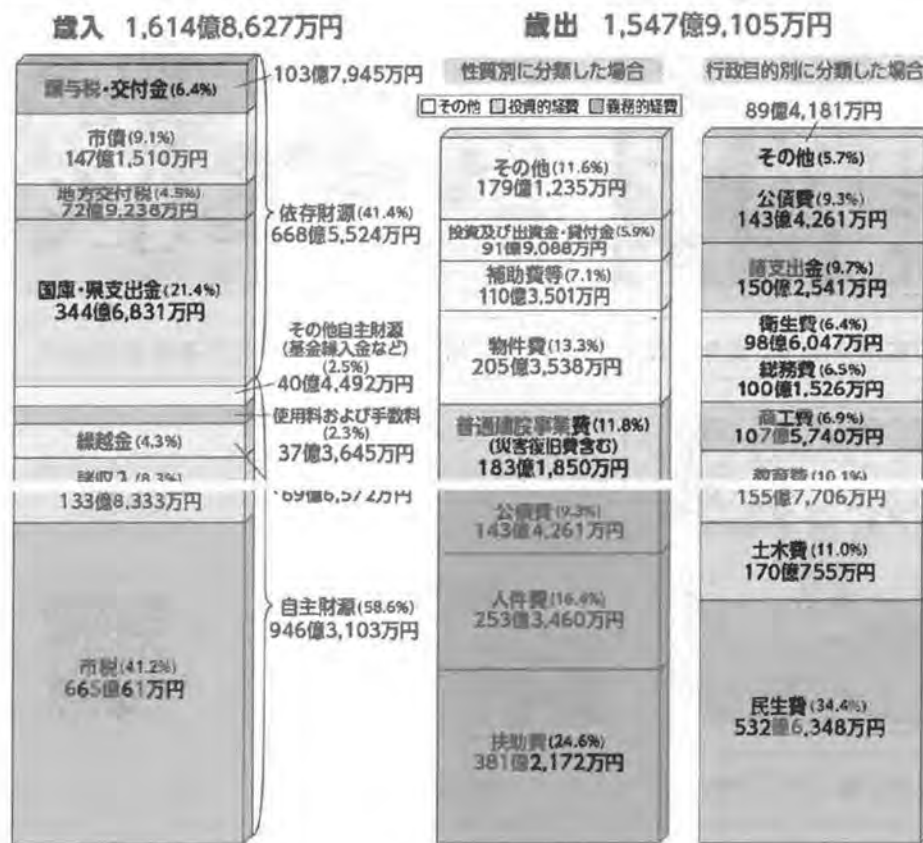 歳入 1,614億8,627万円
譲与税・交付金(6.4%)
103億7,945万円
市債(9.1%)
147億1,510万円
地方交付税(4.5%)
72億9,238万円
国庫・県支出金(21.4%)
344億6,831万円
依存財源(41.4%)
668億5,524万円
その他自主財源
(基金繰入金など)
(2.5%)
40億4,492万円
使用料および手数料
(2.3%)
37億3,645万円
繰越金(4.3%)
69億6,572万円
諸収入(8.3%)
133億8,333万円
市税(41.2%)
665億61万円
自主財源(58.6%)
946億3,103万円
歳出 1,547億9,105万円
性質別に分類した場合
その他 投資的経費 義務的経費
その他(11.6%)
179億1,235万円
投資及び出資金・貸付金(5.9%)
91億9,088万円
補助費等(7.1%)
110億3,501万円
物件費(13.3%)
205億3,538万円
普通建設事業費(11.8%)
(災害復旧費含む)
183億1,850万円
公債費(9.3%)
143億4,261万円
人件費(16.4%)
253億3,460万円
扶助費(24.6%)
381億2,172万円
行政目的別に分類した場合
89億4,181万円
その他(5.7%)
公債費(9.3%)
143億4,261万円
諸支出金(9.7%)
150億2,541万円
衛生費(6.4%)
98億6,047万円
総務費(6.5%)
100億1,526万円
商工費(6.9%)
107億5,740万円
教育費(10.1%)
155億7,706万円
土木費(11.0%)
170億755万円
民生費(34.4%)
532億6,348万円